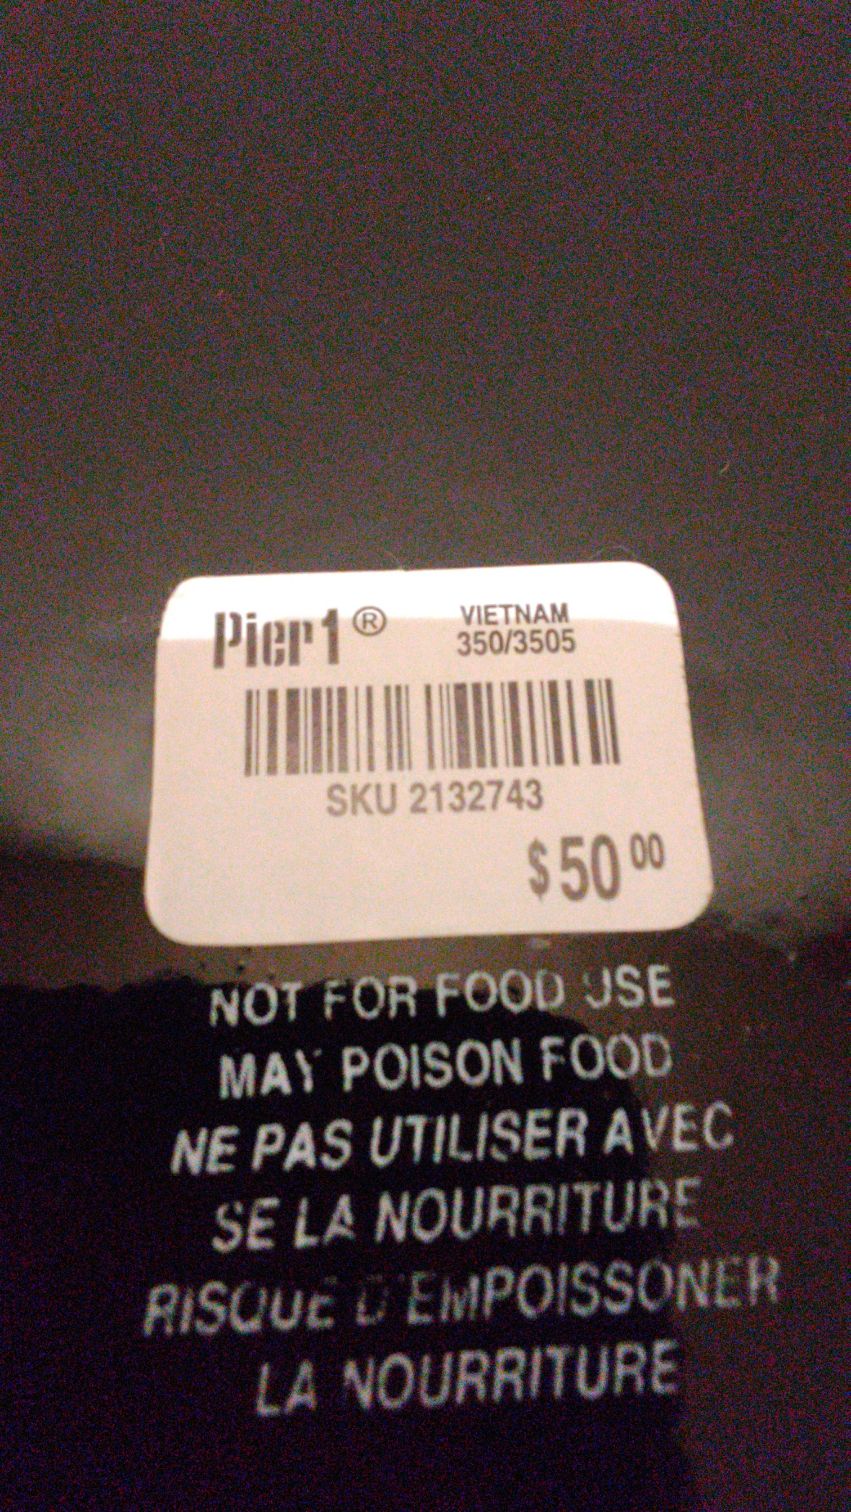 Pier1®
VIETNAM
350/3505
SKU 2132743
$50 00
NOT FOR FOOD USE
MAY POISON FOOD
NE PAS UTILISER AVEC
SE LA NOURRITURE
RISQUE D'EMPOISSONER
LA NOURRITURE